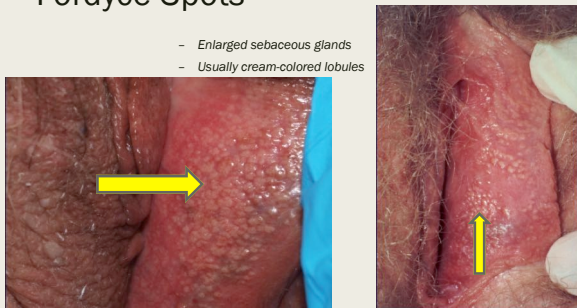 Fordyce Spots
– Enlarged sebaceous glands
– Usually cream-colored lobules